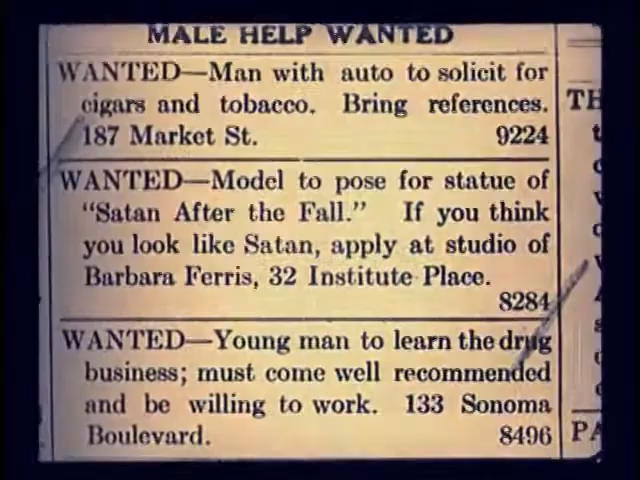 MALE HELP WANTED
WANTED—Man with auto to solicit for
cigars and tobacco. Bring references.
187 Market St. 9224
WANTED—Model to pose for statue of
“Satan After the Fall.” If you think
you look like Satan, apply at studio of
Barbara Ferris, 32 Institute Place.
8284
WANTED—Young man to learn the drug
business; must come well recommended
and be willing to work. 133 Sonoma
Boulevard. 8496
TH
PA